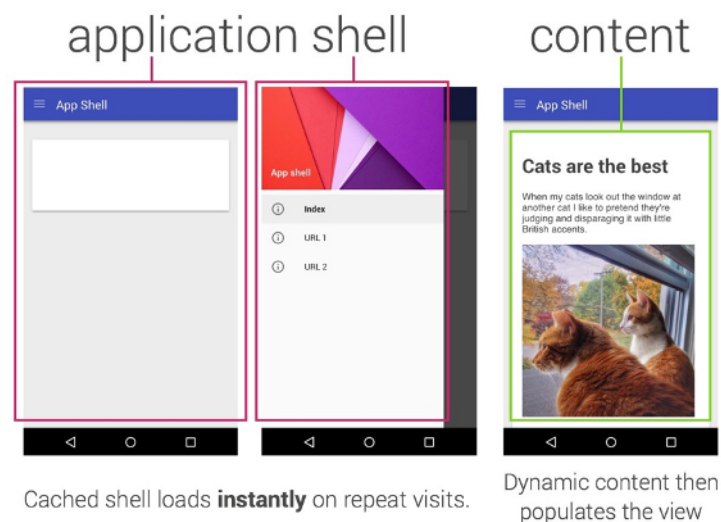 application shell
content
App Shell
App shell
Index
URL 1
URL 2
App Shell
Cats are the best
When my cats look out the window at
another cat I like to pretend they're
judging and disparaging it with little
British accents.
Cached shell loads instantly on repeat visits.
Dynamic content then
populates the view